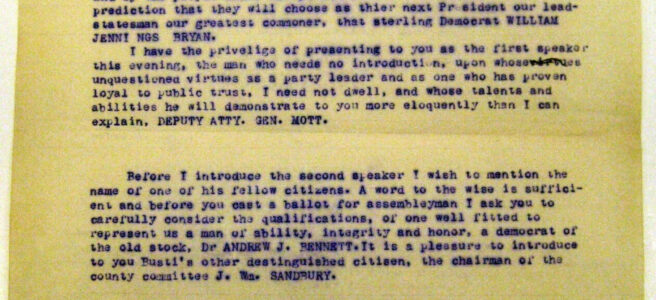 prediction that they will choose as thier next President our lead-
statesman our greatest commoner, that sterling Democrat WILLIAM
JENNI NGS BRYAN.
I have the privelige of presenting to you as the first speaker
this evening, the man who needs no introduction, upon whose virtues
unquestioned virtues as a party leader and as one who has proven
loyal to public trust, I need not dwell, and whose talents and
abilities he will demonstrate to you more eloquently than I can
explain, DEPUTY ATTY. GEN. MOTT.
Before I introduce the second speaker I wish to mention the
name of one of his fellow citizens. A word to the wise is suffici-
ent and before you cast a ballot for assemblyman I ask you to
carefully consider the qualifications, of one well fitted to
represent us a man of ability, integrity and honor, a democrat of
the old stock, Dr ANDREW J. BENNETT.It is a pleasure to introduce
to you Busti's other destinguished citisen, the chairman of the
county committee J. Wm. SANDBURY.